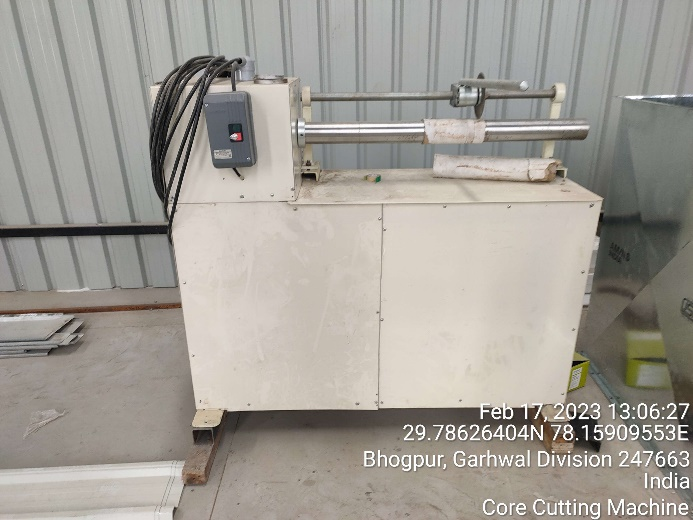 Feb 17, 2023 13:06:27
29.78626404N 78.15909553E
Bhogpur, Garhwal Division 247663
India
Core Cutting Machine